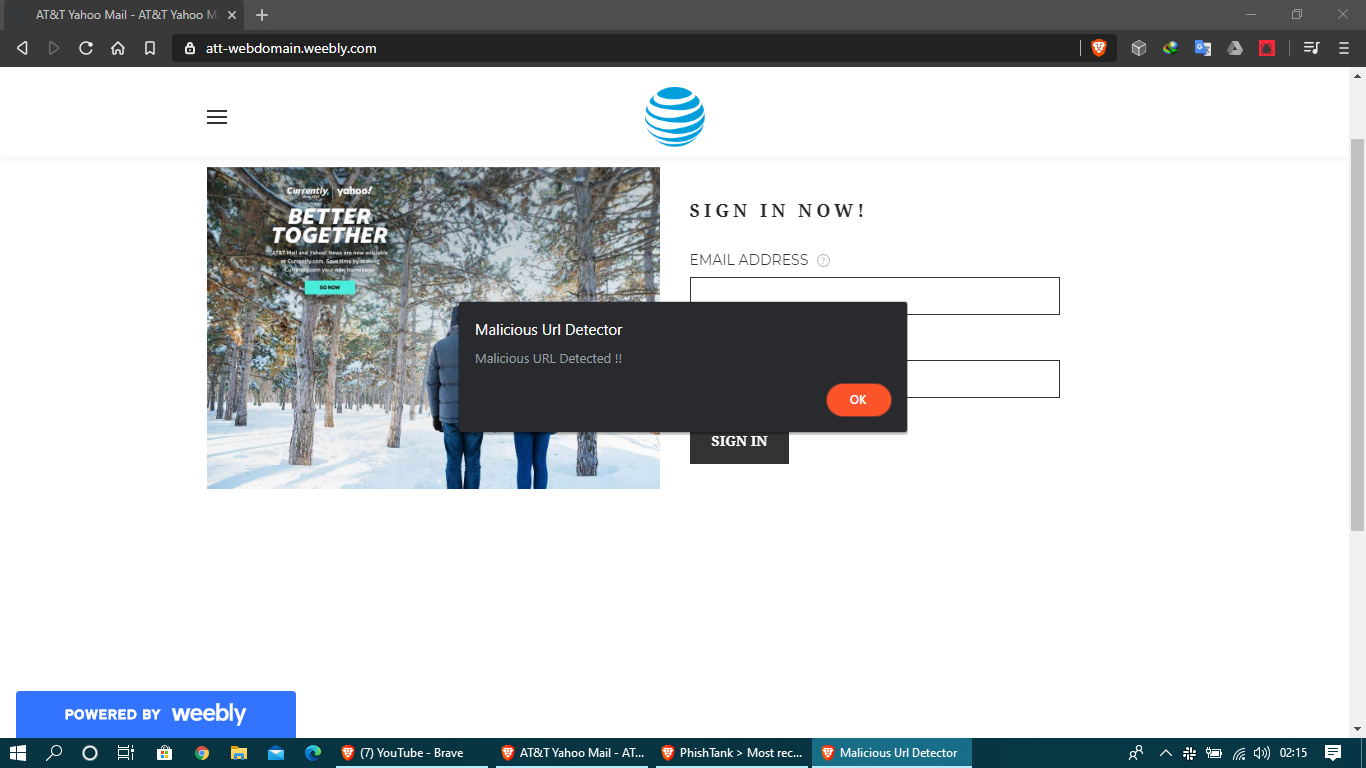 AT&T Yahoo Mail - AT&T Yahoo M
att-webdomain.weebly.com
Currently, yahoo!
BETTER
TOGETHER
AT&T Mail and Yahoo! News are now available
at Currently.com. Save time by making
Currently.com your new homepage.
GO NOW
SIGN IN NOW!
EMAIL ADDRESS ?
Malicious Url Detector
Malicious URL Detected !!
OK
SIGN IN
POWERED BY weebly
(7) YouTube - Brave
AT&T Yahoo Mail - AT...
PhishTank > Most rec...
Malicious Url Detector
02:15